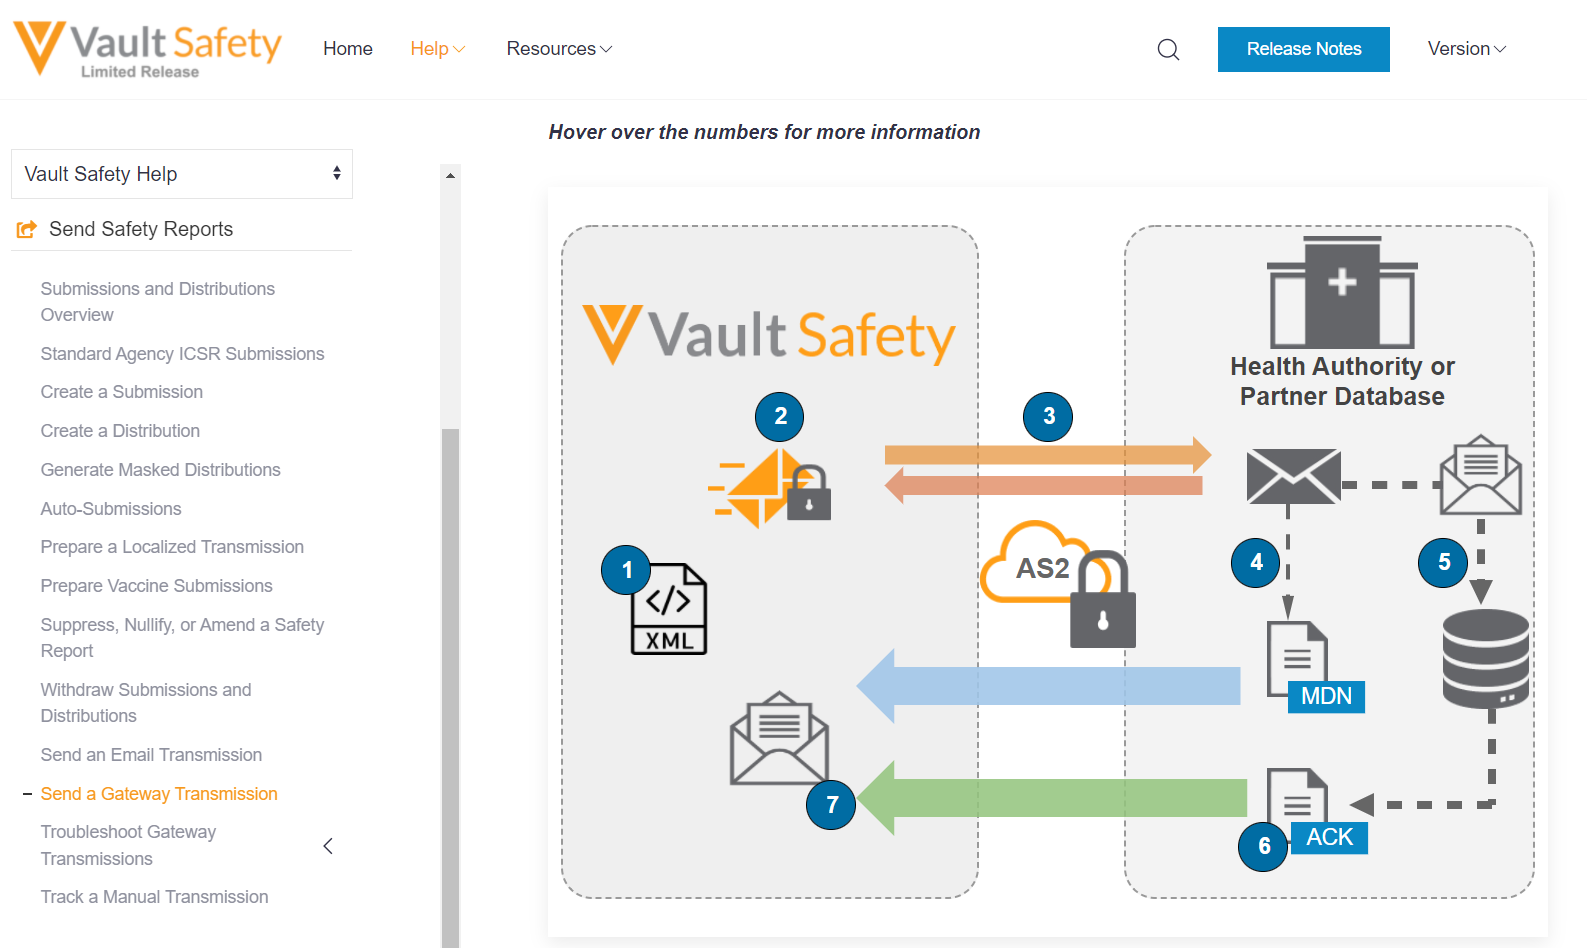 Vault Safety
Limited Release
Home
Help
Resources
Release Notes
Version
Hover over the numbers for more information
Vault Safety Help
Send Safety Reports
Submissions and Distributions
Overview
Standard Agency ICSR Submissions
Create a Submission
Create a Distribution
Generate Masked Distributions
Auto-Submissions
Prepare a Localized Transmission
Prepare Vaccine Submissions
Suppress, Nullify, or Amend a Safety
Report
Withdraw Submissions and
Distributions
Send an Email Transmission
Send a Gateway Transmission
Troubleshoot Gateway
Transmissions
Track a Manual Transmission
Vault Safety
Health Authority or
Partner Database
2
3
AS2
1
</>
XML
4
5
MDN
7
6
ACK